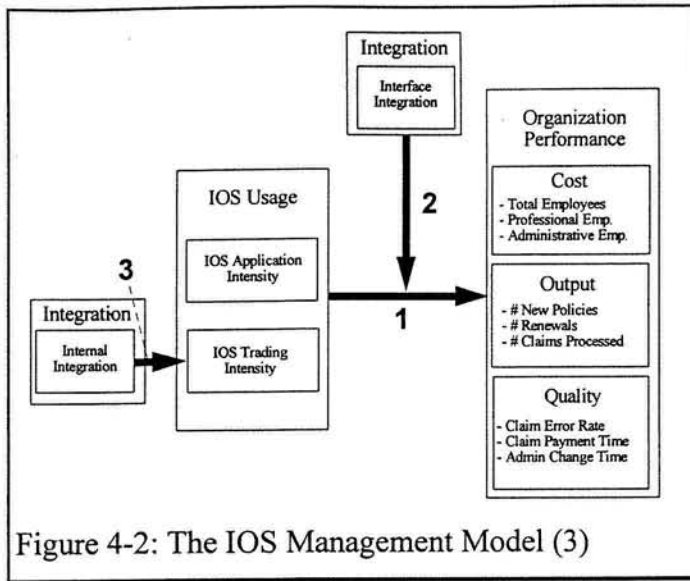 Integration
Interface
Integration
2
Organization
Performance
Cost
- Total Employees
- Professional Emp.
- Administrative Emp.
Output
- # New Policies
- # Renewals
- # Claims Processed
Quality
- Claim Error Rate
- Claim Payment Time
- Admin Change Time
IOS Usage
IOS Application
Intensity
IOS Trading
Intensity
1
3
Integration
Internal
Integration
Figure 4-2: The IOS Management Model (3)